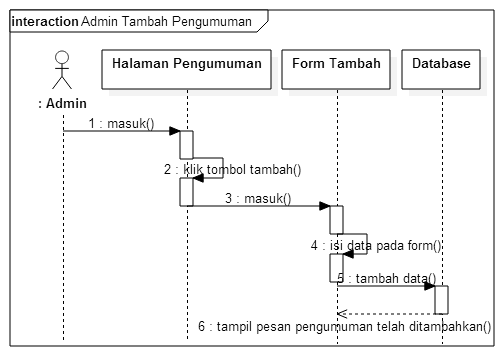 interaction Admin Tambah Pengumuman
Halaman Pengumuman
Form Tambah
Database
: Admin
1 : masuk()
2 : klik tombol tambah()
3 : masuk()
4 : isi data pada form()
5 : tambah data()
6 : tampil pesan pengumuman telah ditambahkan()